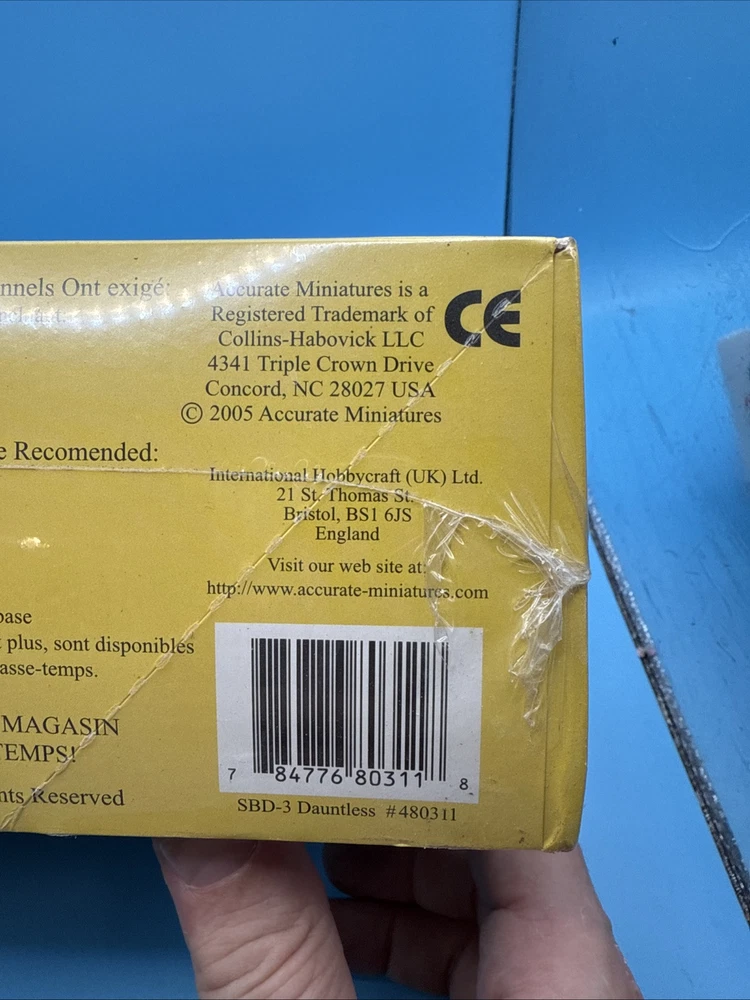 nnels Ont exigé:
Accurate Miniatures is a
Registered Trademark of
Collins-Habovick LLC
4341 Triple Crown Drive
Concord, NC 28027 USA
© 2005 Accurate Miniatures
CE
e Recomended:
International Hobbycraft (UK) Ltd.
21 St. Thomas St.
Bristol, BS1 6JS
England
Visit our web site at:
http://www.accurate-miniatures.com
base
t plus, sont disponibles
asse-temps.
MAGASIN
TEMPS!
nts Reserved
7 84776 80311 8
SBD-3 Dauntless #480311